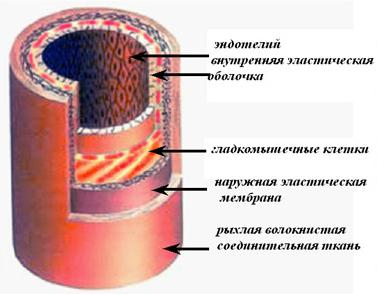 эндотелий
внутренняя эластическая
оболочка
гладкомышечные клетки
наружная эластическая
мембрана
рыхлая волокнистая
соединительная ткань